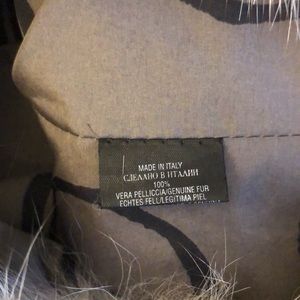 MADE IN ITALY
СДЕЛАНО В ИТАЛИИ
100%
VERA PELLICCIA/GENUINE FUR
ECHTES FELL/LEGITIMA PIEL